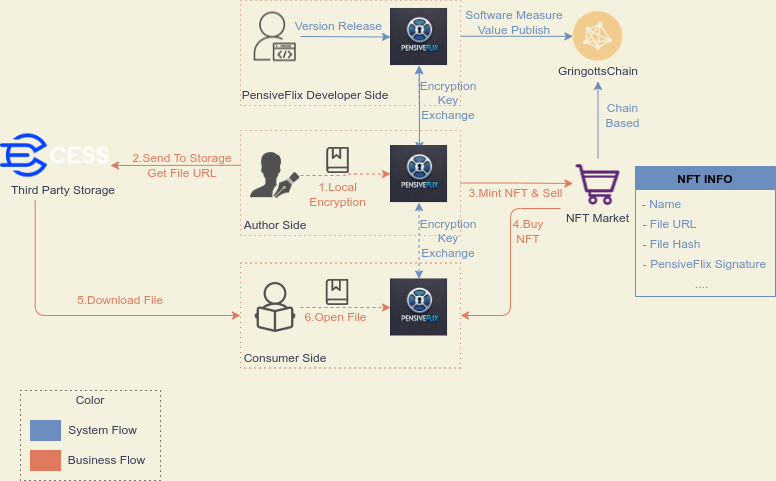 Version Release
PENSIVEFLIX
Software Measure
Value Publish
GringottsChain
PensiveFlix Developer Side
Encryption
Key
Exchange
Chain
Based
CESS
Third Party Storage
2.Send To Storage
Get File URL
1.Local
Encryption
PENSIVEFLIX
Author Side
3.Mint NFT & Sell
NFT Market
4.Buy
NFT
NFT INFO
- Name
- File URL
- File Hash
- PensiveFlix Signature
....
Encryption
Key
Exchange
5.Download File
6.Open File
PENSIVEFLIX
Consumer Side
Color
System Flow
Business Flow